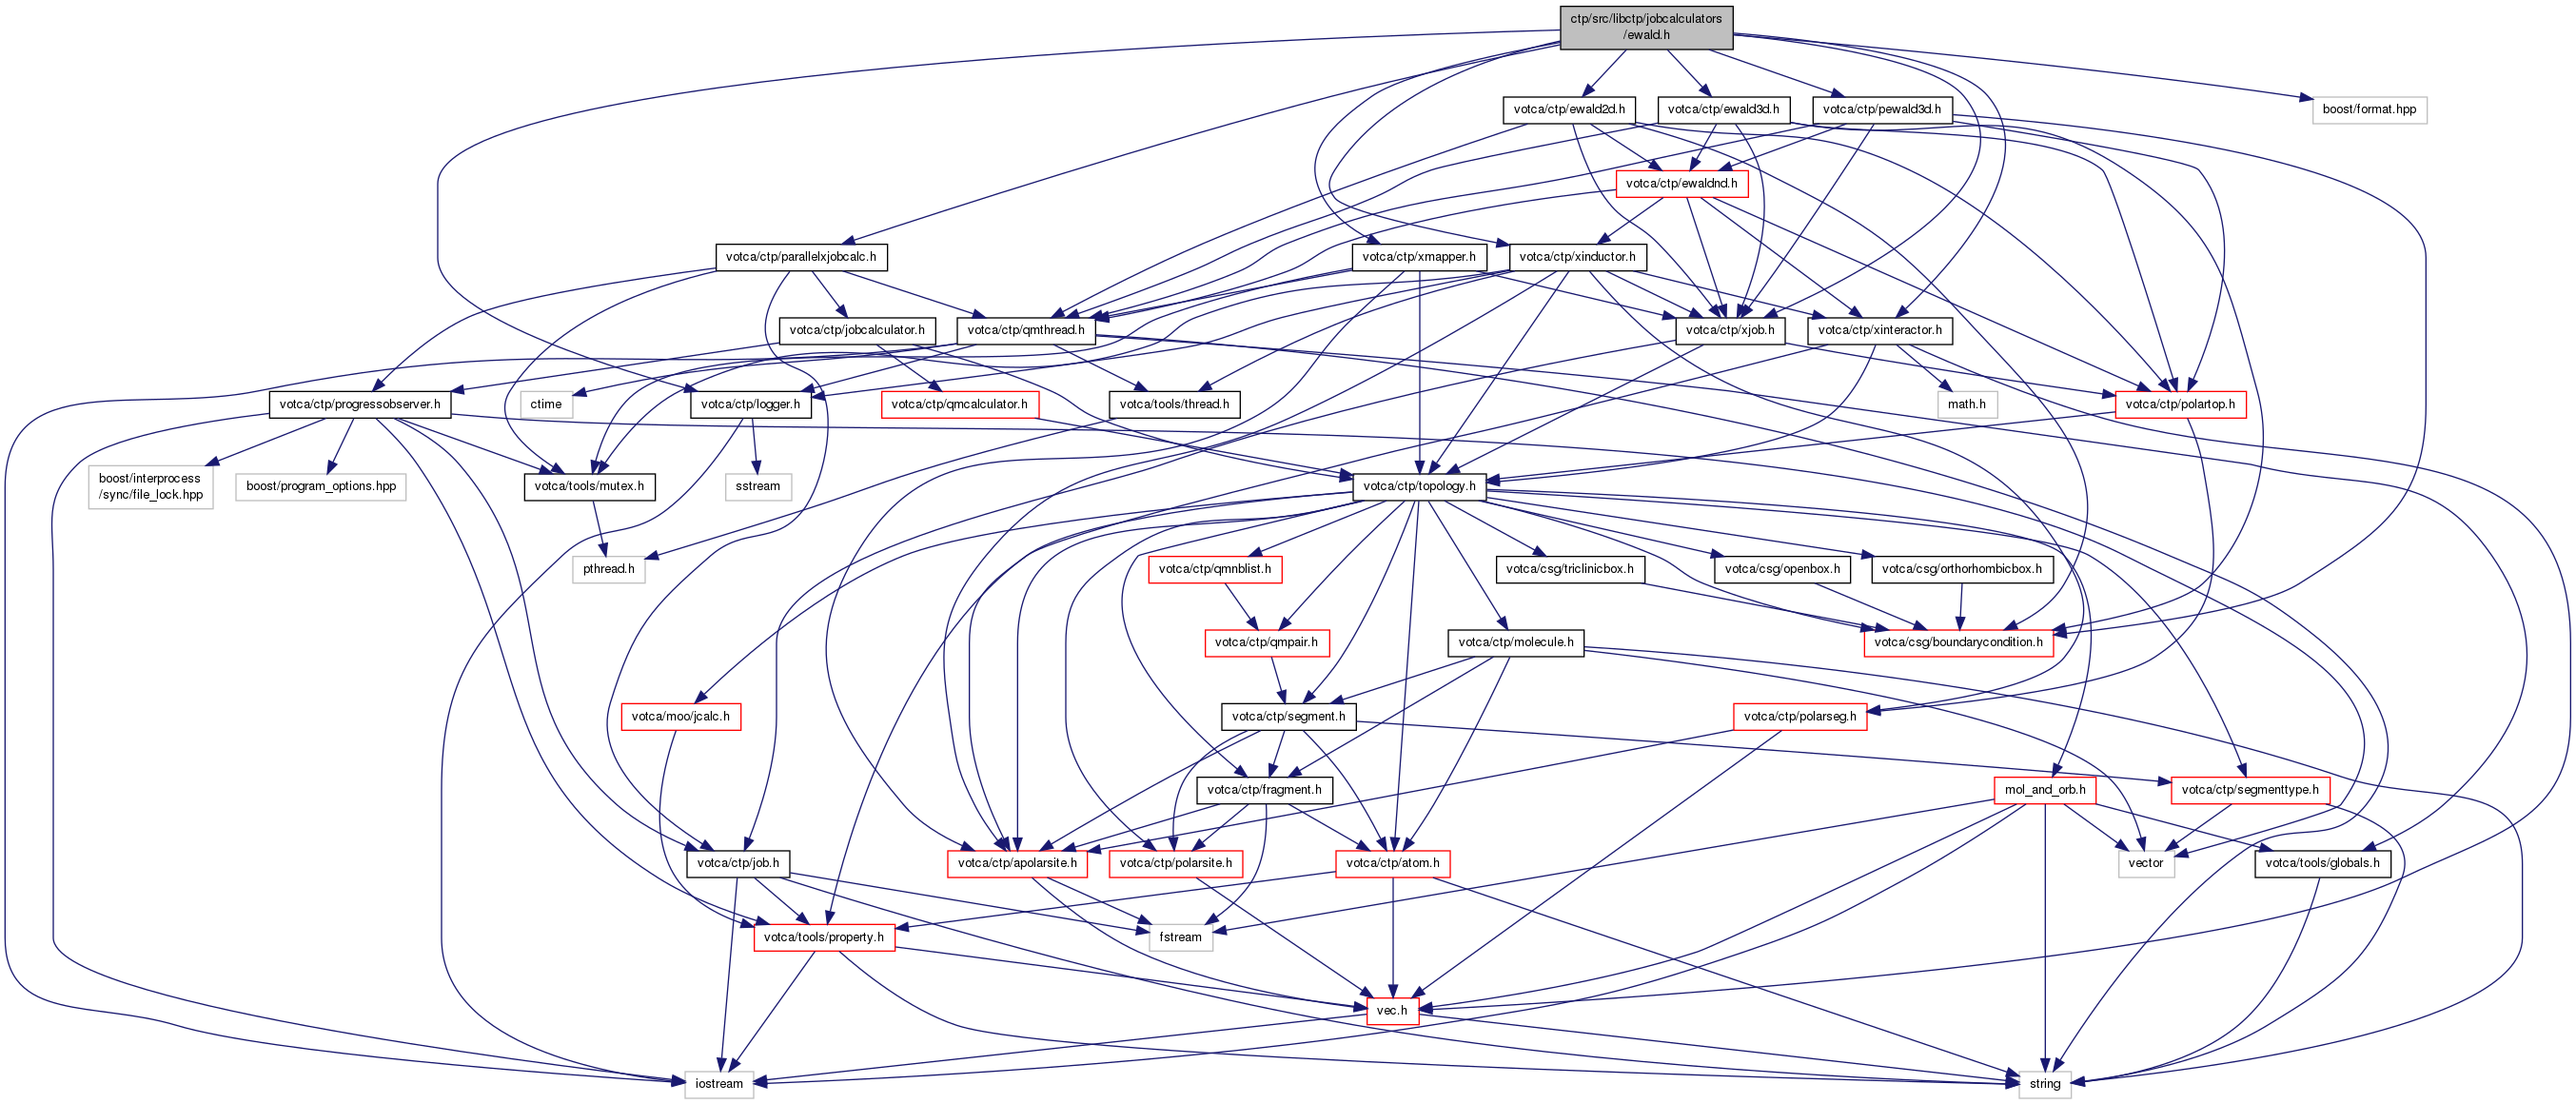 ctp/src/libctp/jobcalculators
/ewald.h
votca/ctp/ewald2d.h
votca/ctp/ewald3d.h
votca/ctp/pewald3d.h
boost/format.hpp
votca/ctp/ewaldnd.h
votca/ctp/parallelxjobcalc.h
votca/ctp/xmapper.h
votca/ctp/xinductor.h
votca/ctp/jobcalculator.h
votca/ctp/qmthread.h
votca/ctp/xjob.h
votca/ctp/xinteractor.h
votca/ctp/progressobserver.h
ctime
votca/ctp/logger.h
votca/ctp/qmcalculator.h
votca/tools/thread.h
math.h
votca/ctp/polartop.h
boost/interprocess
/sync/file_lock.hpp
boost/program_options.hpp
votca/tools/mutex.h
sstream
votca/ctp/topology.h
pthread.h
votca/ctp/qmnblist.h
votca/csg/triclinicbox.h
votca/csg/openbox.h
votca/csg/orthorhombicbox.h
votca/ctp/qmpair.h
votca/ctp/molecule.h
votca/csg/boundarycondition.h
votca/moo/jcalc.h
votca/ctp/segment.h
votca/ctp/polarseg.h
votca/ctp/fragment.h
mol_and_orb.h
votca/ctp/segmenttype.h
votca/ctp/job.h
votca/ctp/apolarsite.h
votca/ctp/polarsite.h
votca/ctp/atom.h
vector
votca/tools/globals.h
votca/tools/property.h
fstream
vec.h
iostream
string